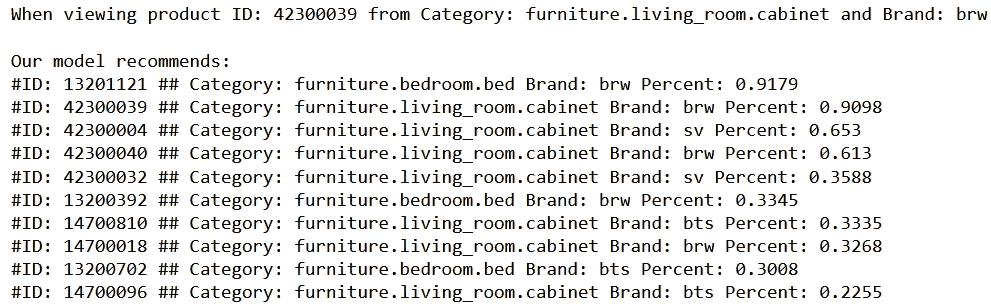 When viewing product ID: 42300039 from Category: furniture.living_room.cabinet and Brand: brw
Our model recommends:
#ID: 13201121 ## Category: furniture.bedroom.bed Brand: brw Percent: 0.9179
#ID: 42300039 ## Category: furniture.living_room.cabinet Brand: brw Percent: 0.9098
#ID: 42300004 ## Category: furniture.living_room.cabinet Brand: sv Percent: 0.653
#ID: 42300040 ## Category: furniture.living_room.cabinet Brand: brw Percent: 0.613
#ID: 42300032 ## Category: furniture.living_room.cabinet Brand: sv Percent: 0.3588
#ID: 13200392 ## Category: furniture.bedroom.bed Brand: brw Percent: 0.3345
#ID: 14700810 ## Category: furniture.living_room.cabinet Brand: bts Percent: 0.3335
#ID: 14700018 ## Category: furniture.living_room.cabinet Brand: brw Percent: 0.3268
#ID: 13200702 ## Category: furniture.bedroom.bed Brand: bts Percent: 0.3008
#ID: 14700096 ## Category: furniture.living_room.cabinet Brand: bts Percent: 0.2255